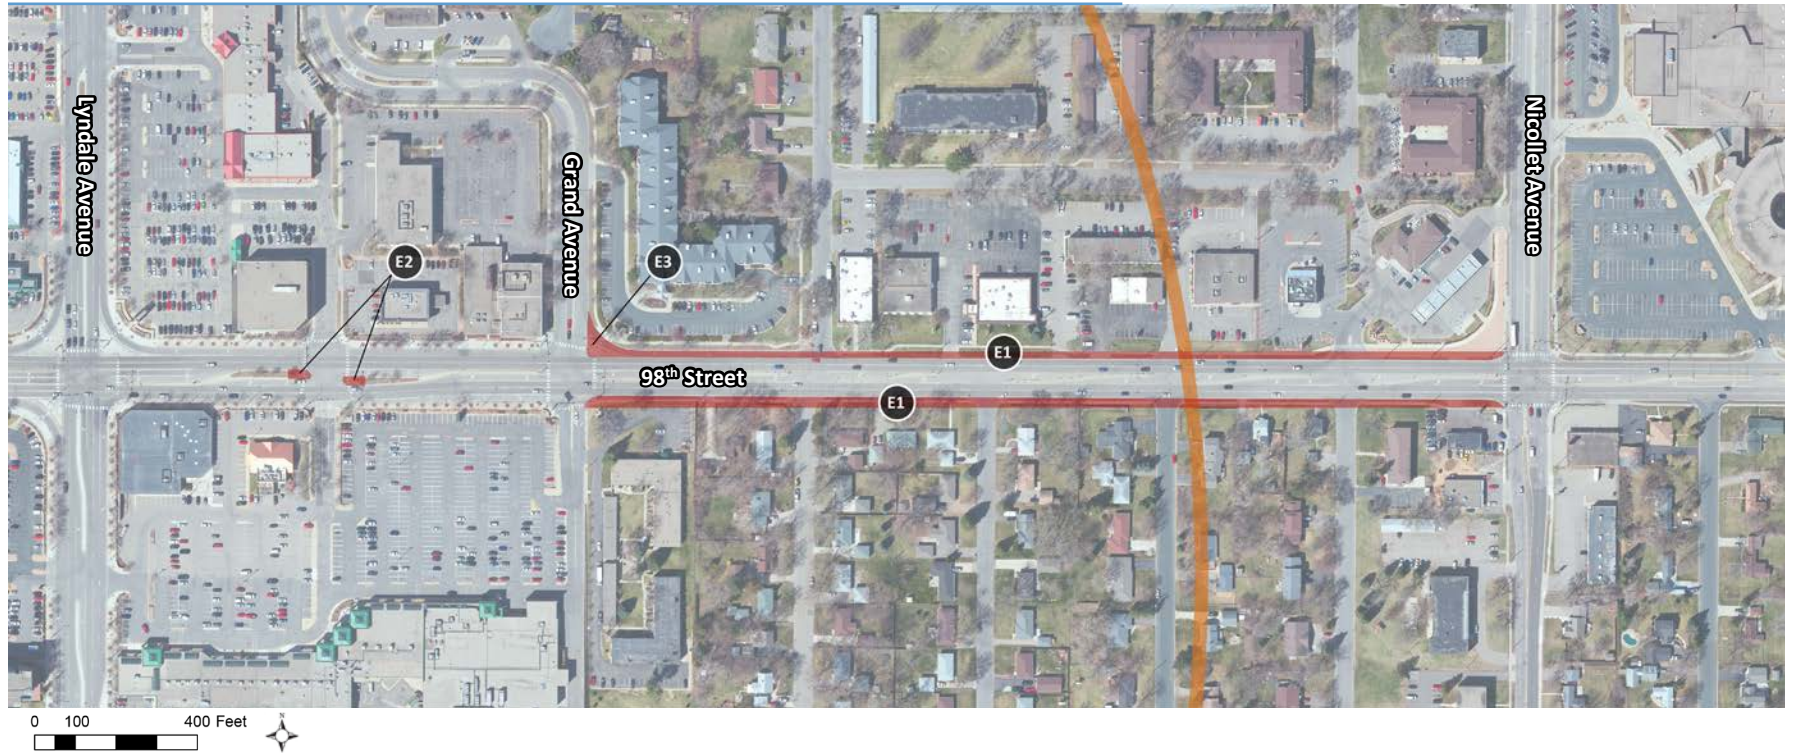 Lyndale Avenue
Grand Avenue
Nicollet Avenue
E2
E3
E1
98th Street
E1
0 100 400 Feet
N